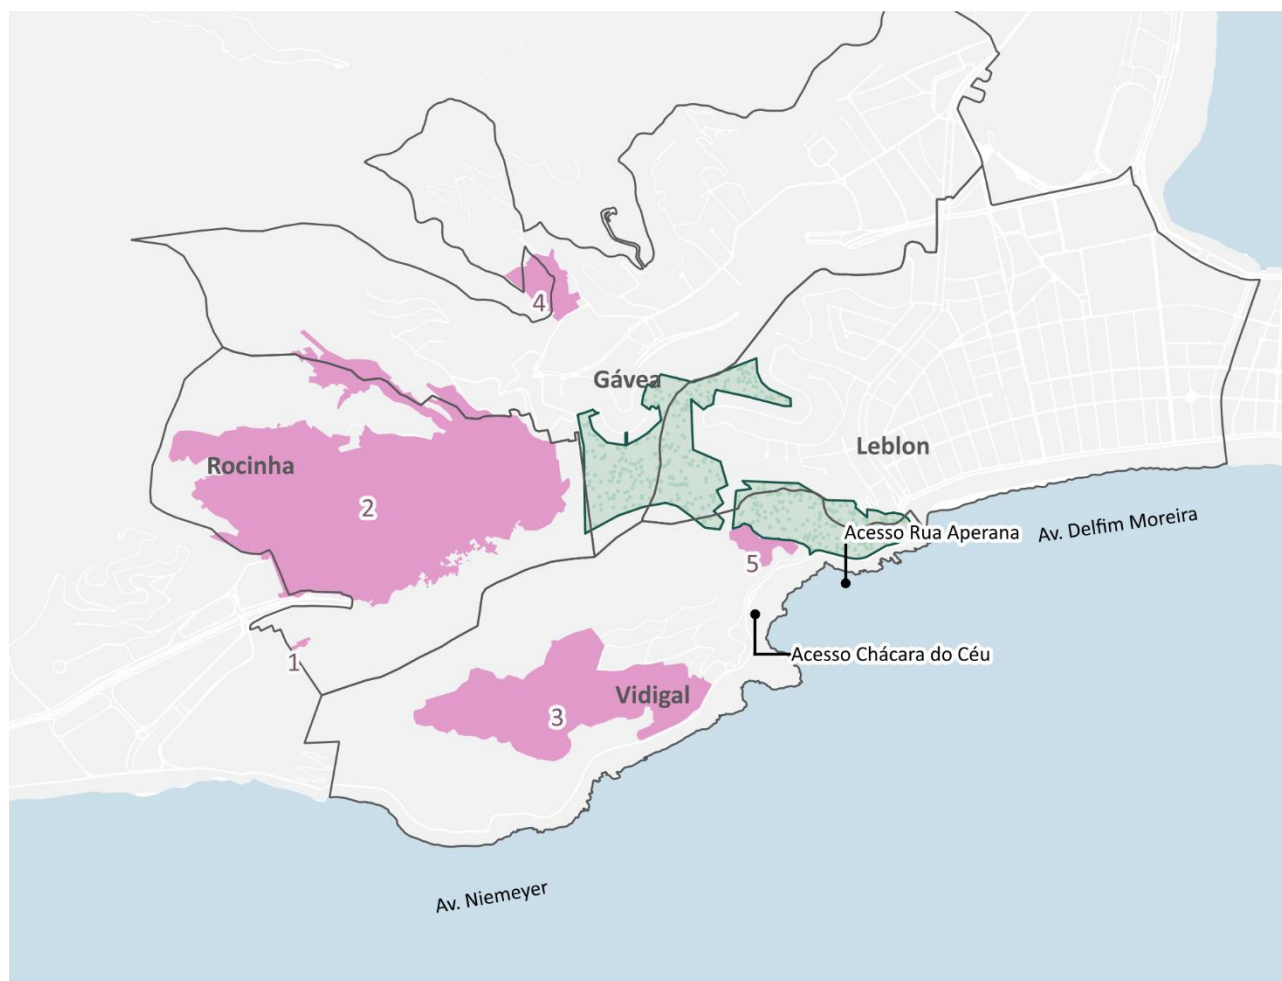 4
Gávea
Leblon
Rocinha
2
Av. Delfim Moreira
Acesso Rua Aperana
5
1
Acesso Chácara do Céu
Vidigal
3
Av. Niemeyer